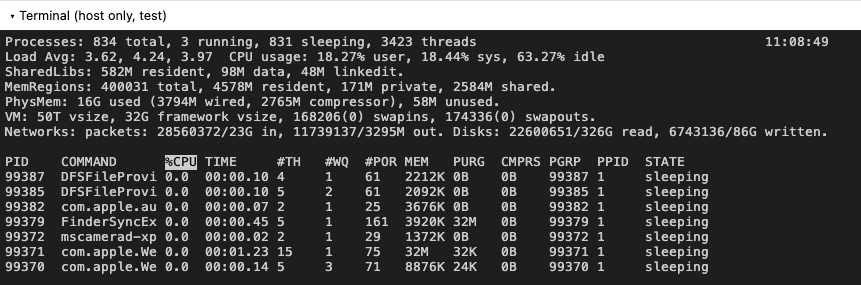 Terminal (host only, test)
Processes: 834 total, 3 running, 831 sleeping, 3423 threads 11:08:49
Load Avg: 3.62, 4.24, 3.97 CPU usage: 18.27% user, 18.44% sys, 63.27% idle
SharedLibs: 582M resident, 98M data, 48M linkedit.
MemRegions: 400031 total, 4578M resident, 171M private, 2584M shared.
PhysMem: 16G used (3794M wired, 2765M compressor), 58M unused.
VM: 50T vsize, 32G framework vsize, 168206(0) swapins, 174336(0) swapouts.
Networks: packets: 28560372/23G in, 11739137/3295M out. Disks: 22600651/326G read, 6743136/86G written.
PID COMMAND %CPU TIME #TH #WQ #POR MEM PURG CMPRS PGRP PPID STATE
99387 DFSFileProvi 0.0 00:00.10 4 1 61 2212K 0B 0B 99387 1 sleeping
99385 DFSFileProvi 0.0 00:00.10 5 2 61 2092K 0B 0B 99385 1 sleeping
99382 com.apple.au 0.0 00:00.07 2 1 25 3676K 0B 0B 99382 1 sleeping
99379 FinderSyncEx 0.0 00:00.45 5 1 161 3920K 32M 0B 99379 1 sleeping
99372 mscamerad-xp 0.0 00:00.02 2 1 29 1372K 0B 0B 99372 1 sleeping
99371 com.apple.We 0.0 00:01.23 15 1 75 32M 32K 0B 99371 1 sleeping
99370 com.apple.We 0.0 00:00.14 5 3 71 8876K 24K 0B 99370 1 sleeping